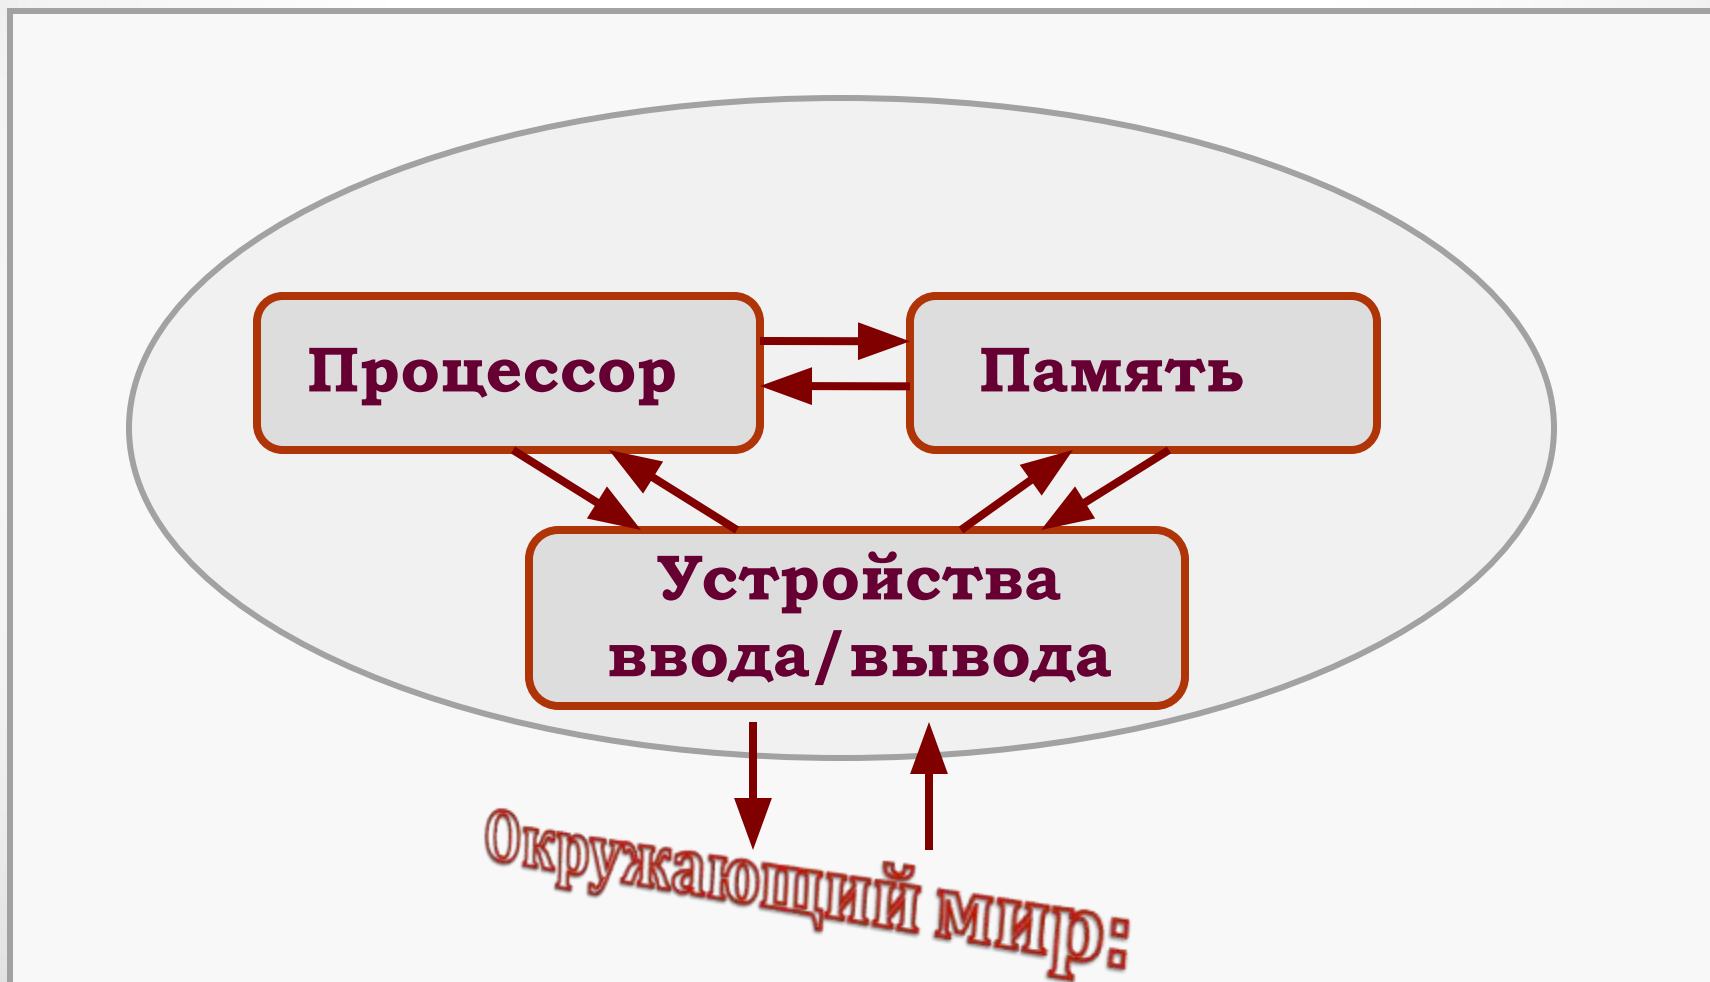 Процессор
Память
Устройства
ввода/вывода
Окружающий мир: